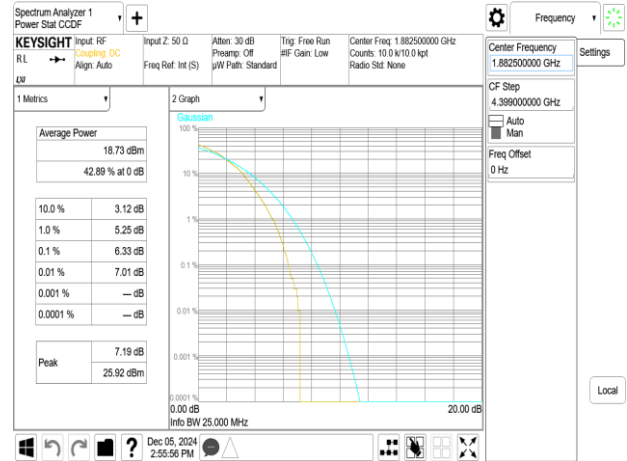 Spectrum Analyzer 1
Power Stat CCDF
Frequency
KEYSIGHT
RL
LXI
Input: RF
Coupling: DC
Align: Auto
Input Z: 50 Ω
Freq Ref: Int (S)
Atten: 30 dB
Preamp: Off
µW Path: Standard
Trig: Free Run
#IF Gain: Low
Center Freq: 1.882500000 GHz
Counts: 10.0 k/10.0 kpt
Radio Std: None
Center Frequency
1.882500000 GHz
Settings
CF Step
4.399000000 GHz
Auto
Man
Freq Offset
0 Hz
1 Metrics
Average Power
18.73 dBm
42.89 % at 0 dB
10.0 % 3.12 dB
1.0 % 5.25 dB
0.1 % 6.33 dB
0.01 % 7.01 dB
0.001 % --- dB
0.0001 % --- dB
Peak
7.19 dB
25.92 dBm
2 Graph
Gaussian
100 %
10 %
1 %
0.1 %
0.01 %
0.001 %
0.0001 %
0.00 dB 20.00 dB
Info BW 25.000 MHz
Local
?
Dec 05, 2024
2:55:56 PM